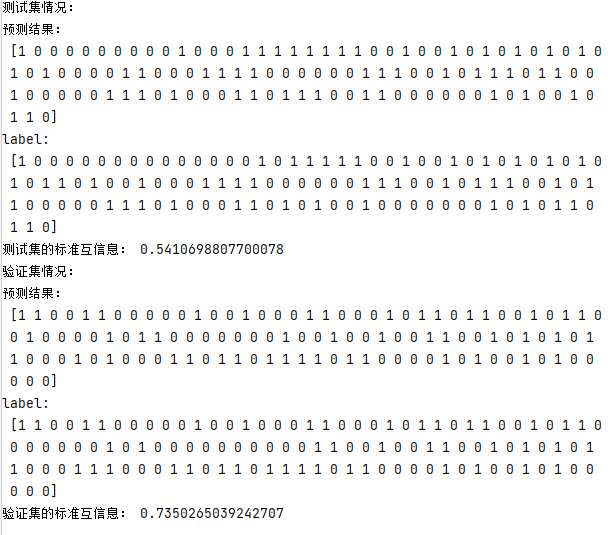 测试集情况：
预测结果：
[1 0 0 0 0 0 0 0 0 0 1 0 0 0 1 1 1 1 1 1 1 1 0 0 1 0 0 1 0 1 0 1 0 1 0 1 0
1 0 1 0 0 0 0 1 1 0 0 0 1 1 1 1 0 0 0 0 0 0 1 1 1 0 0 1 0 1 1 1 0 1 1 0 0
1 0 0 0 0 0 1 1 1 0 1 0 0 0 1 1 0 1 1 1 0 0 1 1 0 0 0 0 0 0 1 0 1 0 0 1 0
1 1 0]
label:
[1 0 0 0 0 0 0 0 0 0 0 0 0 0 0 1 0 1 1 1 1 1 0 0 1 0 0 1 0 1 0 1 0 1 0 1 0
1 0 1 1 0 1 0 0 1 0 0 0 1 1 1 1 0 0 0 0 0 0 1 1 1 0 0 1 0 1 1 1 0 0 1 0 1
1 0 0 0 0 0 1 1 1 0 1 0 0 0 1 1 0 1 0 1 0 0 1 0 0 0 0 0 0 0 1 0 1 0 1 1 0
1 1 0]
测试集的标准互信息： 0.5410698807700078
验证集情况：
预测结果：
[1 1 0 0 1 1 0 0 0 0 0 1 0 0 1 0 0 0 1 1 0 0 0 1 0 1 1 0 1 1 0 0 1 0 1 1 0
0 1 0 0 0 0 1 0 1 1 0 0 0 0 0 0 0 1 0 0 1 0 0 1 1 0 0 1 0 1 0 1 0 1 1
1 0 0 0 1 0 1 0 0 0 1 1 0 1 1 0 1 1 1 1 0 1 1 0 0 0 0 1 0 1 0 0 1 0 1 0 0
0 0 0]
label:
[1 1 0 0 1 1 0 0 0 0 0 1 0 0 1 0 0 0 1 1 0 0 0 1 0 1 1 0 1 1 0 0 1 0 1 1 0
0 0 0 0 0 0 1 0 1 0 0 0 0 0 0 0 0 0 0 1 1 0 0 1 0 0 1 1 0 0 1 0 1 0 1 1
1 0 0 0 1 1 1 0 0 0 1 1 0 1 1 0 1 1 1 1 0 1 1 0 0 0 0 1 0 1 0 0 1 0 1 0 0
0 0 0]
验证集的标准互信息： 0.7350265039242707